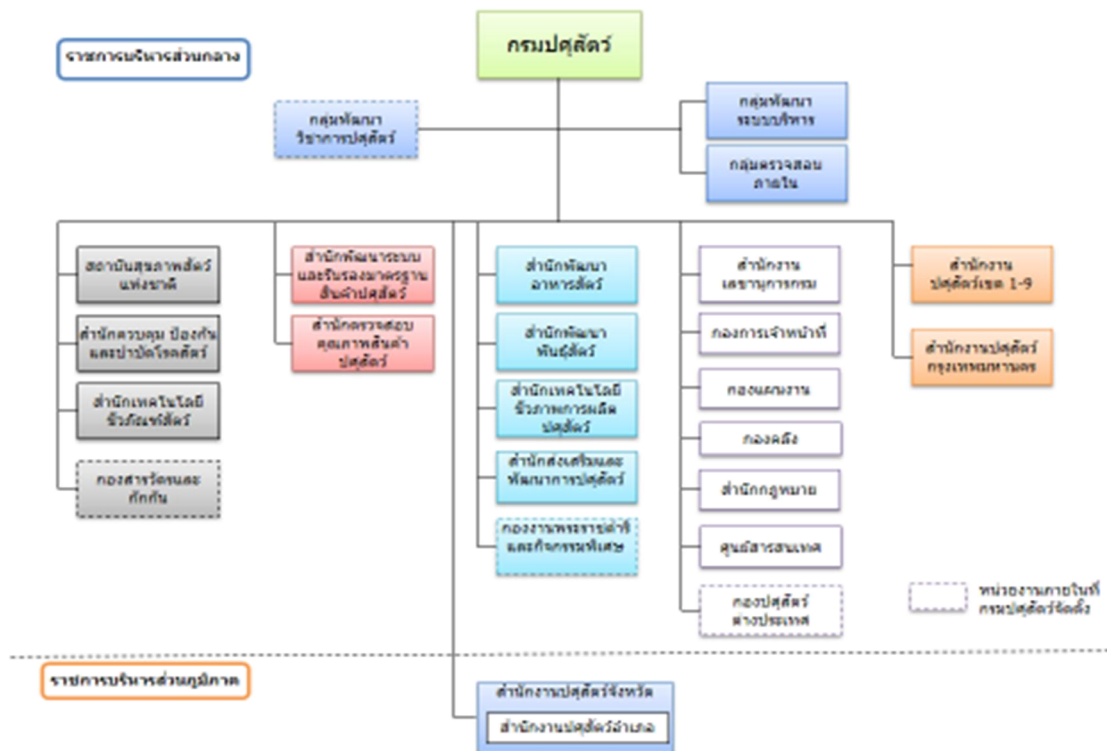 กรมปศุสัตว์
ราชการบริหารส่วนกลาง
กลุ่มพัฒนา
วิชาการปศุสัตว์
กลุ่มพัฒนา
ระบบบริหาร
กลุ่มตรวจสอบ
ภายใน
สถาบันสุขภาพสัตว์
แห่งชาติ
สำนักควบคุม ป้องกัน
และบำบัดโรคสัตว์
สำนักเทคโนโลยี
ชีวภัณฑ์สัตว์
กองสารวัตรและ
กักกัน
สำนักพัฒนาระบบ
และรับรองมาตรฐาน
สินค้าปศุสัตว์
สำนักตรวจสอบ
คุณภาพสินค้า
ปศุสัตว์
สำนักพัฒนา
อาหารสัตว์
สำนักพัฒนา
พันธุ์สัตว์
สำนักเทคโนโลยี
ชีวภาพการผลิต
ปศุสัตว์
สำนักส่งเสริมและ
พัฒนาการปศุสัตว์
กองงานพระราชดำริ
และกิจกรรมพิเศษ
สำนักงาน
เลขานุการกรม
กองการเจ้าหน้าที่
กองแผนงาน
กองคลัง
สำนักกฎหมาย
ศูนย์สารสนเทศ
กองปศุสัตว์
ต่างประเทศ
สำนักงาน
ปศุสัตว์เขต 1-9
สำนักงานปศุสัตว์
กรุงเทพมหานคร
หน่วยงานภายในที่
กรมปศุสัตว์จัดตั้ง
ราชการบริหารส่วนภูมิภาค
สำนักงานปศุสัตว์จังหวัด
สำนักงานปศุสัตว์อำเภอ